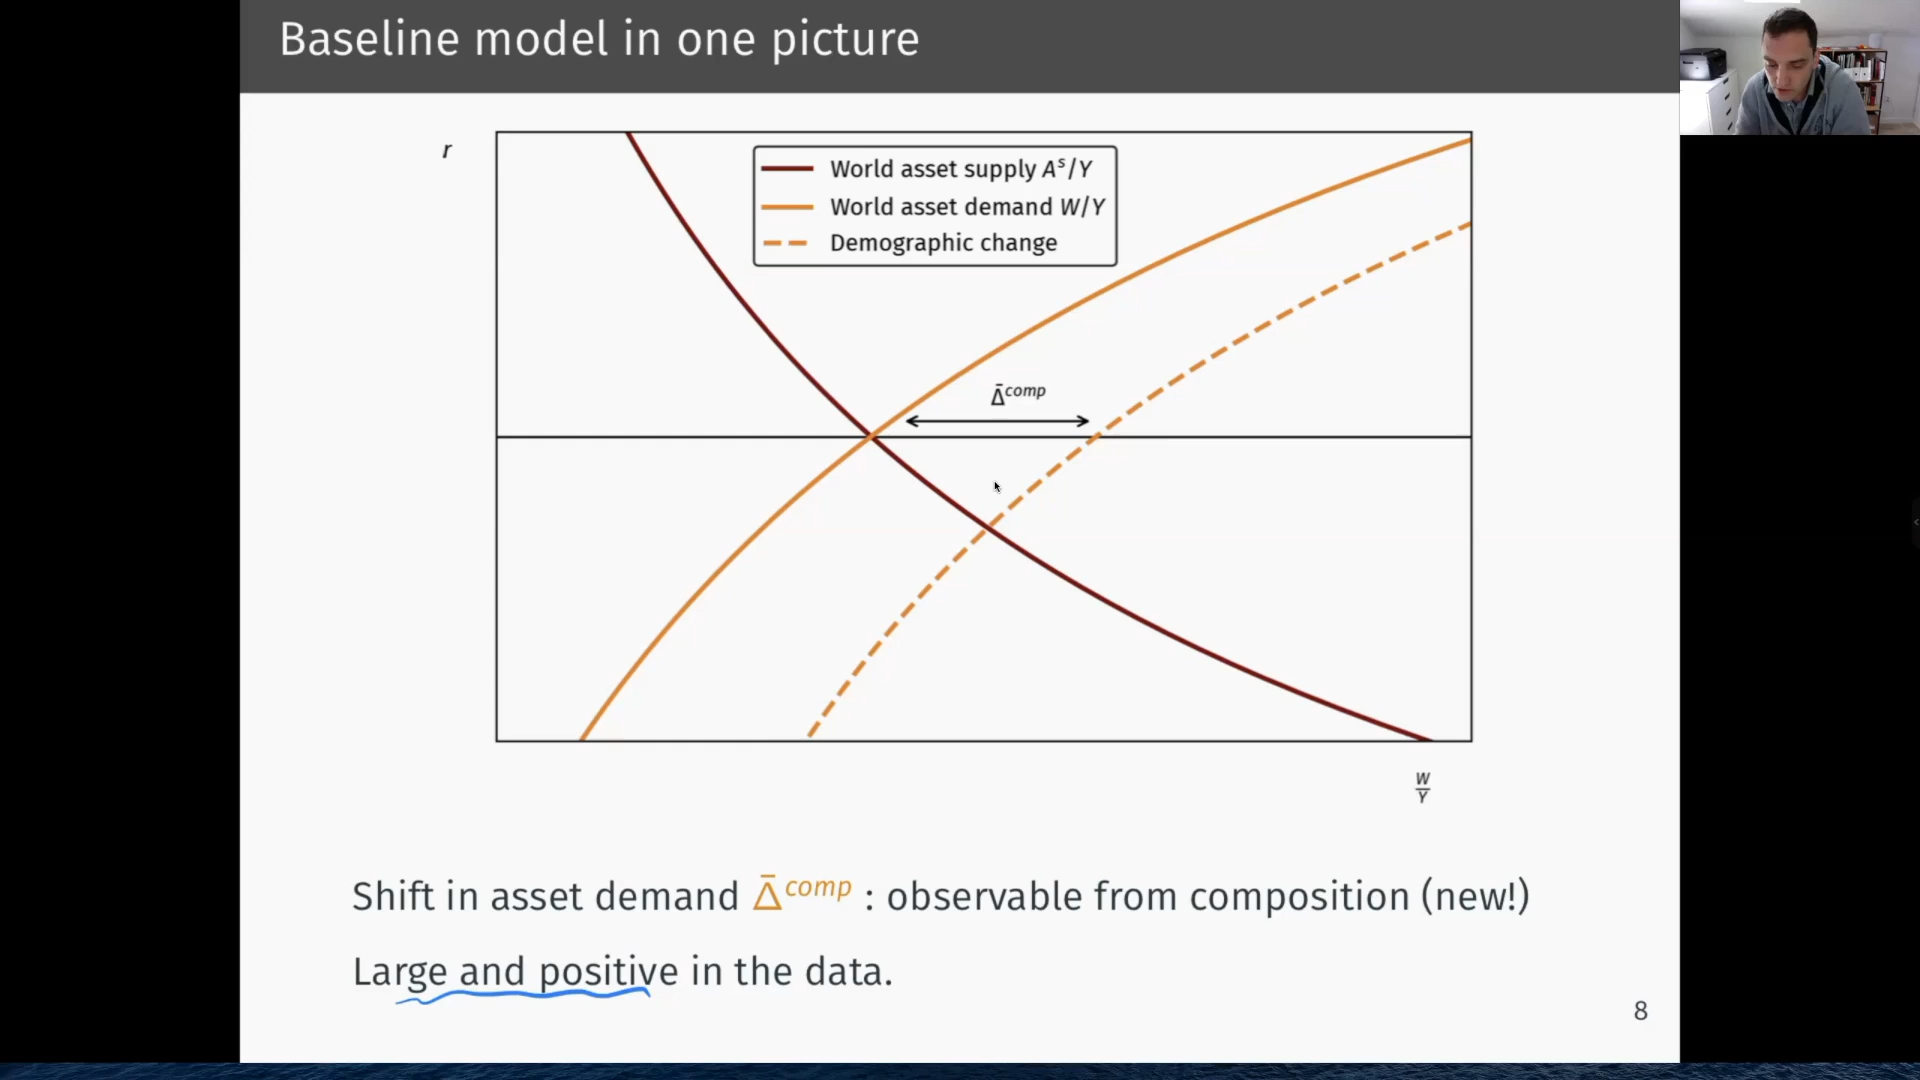 Baseline model in one picture
r
World asset supply Aˢ/Y
World asset demand W/Y
Demographic change
Δ̄ᶜᵒᵐᵖ
W/Y
Shift in asset demand Δ̄ᶜᵒᵐᵖ : observable from composition (new!)
Large and positive in the data.
8